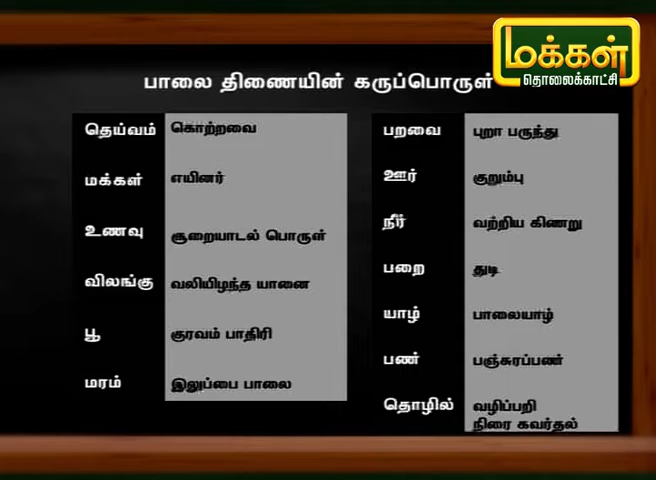 மக்கள்
தொலைக்காட்சி
பாலை திணையின் கருப்பொருள்
தெய்வம் கொற்றவை
மக்கள் எயினர்
உணவு சூறையாடல் பொருள்
விலங்கு வலியிழந்த யானை
பூ குரவம் பாதிரி
மரம் இலுப்பை பாலை
பறவை புறா பருந்து
ஊர் குறும்பு
நீர் வற்றிய கிணறு
பறை துடி
யாழ் பாலையாழ்
பண் பஞ்சுரப்பண்
தொழில் வழிப்பறி
நிரை கவர்தல்